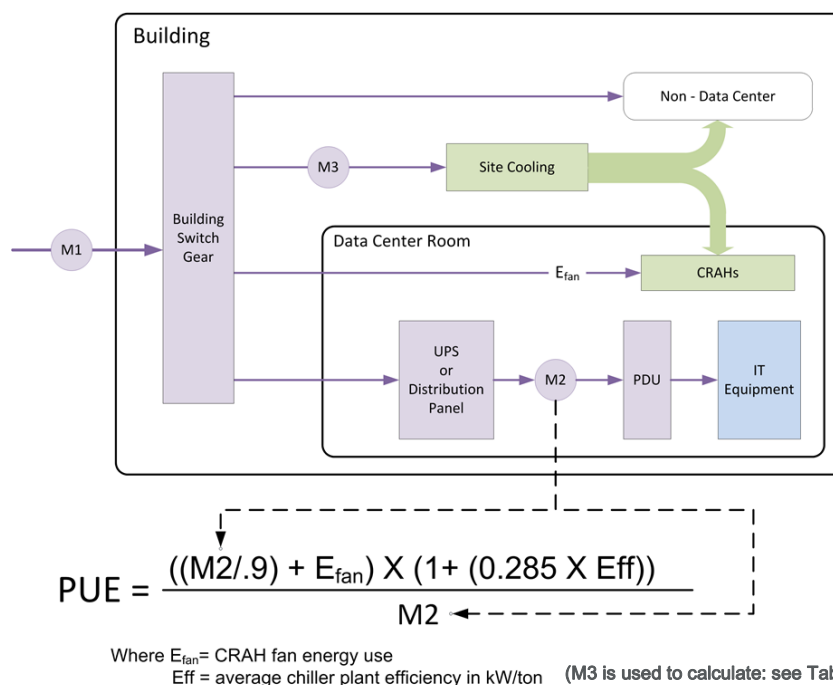 Building
Non - Data Center
M3
Site Cooling
Building
Switch
Gear
M1
Data Center Room
Efan
CRAHs
UPS
or
Distribution
Panel
M2
PDU
IT
Equipment
PUE = ((M2/.9) + Efan) X (1+ (0.285 X Eff))
M2
Where Efan= CRAH fan energy use
Eff = average chiller plant efficiency in kW/ton (M3 is used to calculate: see Tab